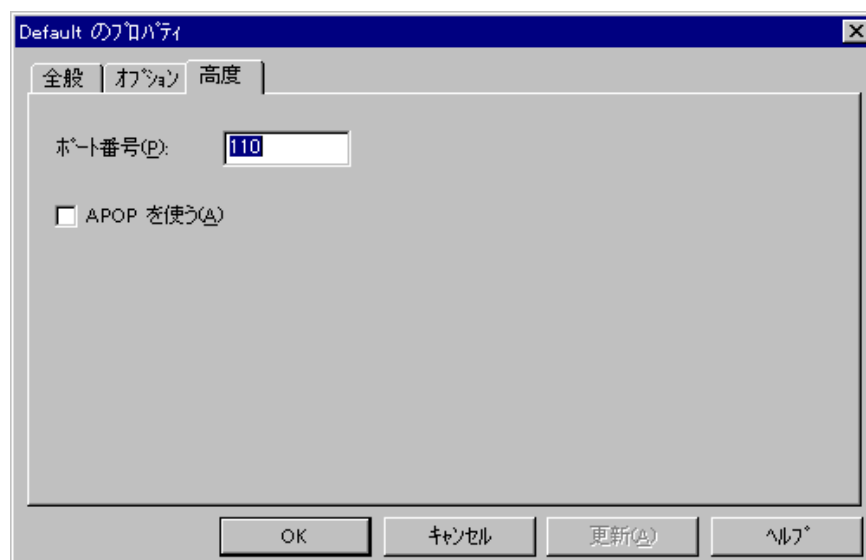 Default のﾌﾟﾛﾊﾟﾃｨ
全般 ｵﾌﾟｼｮﾝ 高度
ﾎﾟｰﾄ番号(P): 110
APOP を使う(A)
OK ｷｬﾝｾﾙ 更新(A) ﾍﾙﾌﾟ